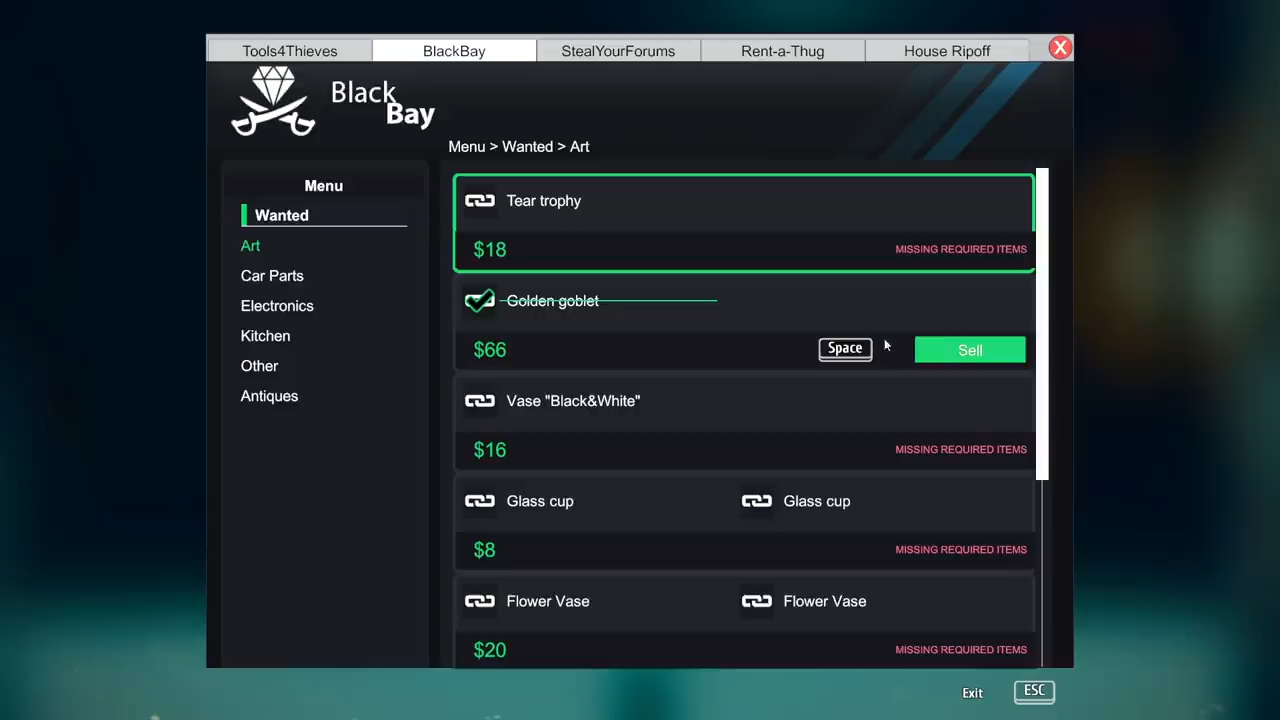 Tools4Thieves
BlackBay
StealYourForums
Rent-a-Thug
House Ripoff
X
Black
Bay
Menu > Wanted > Art
Menu
Wanted
Art
Car Parts
Electronics
Kitchen
Other
Antiques
Tear trophy
$18 MISSING REQUIRED ITEMS
Golden goblet
$66 Space Sell
Vase "Black&White"
$16 MISSING REQUIRED ITEMS
Glass cup Glass cup
$8 MISSING REQUIRED ITEMS
Flower Vase Flower Vase
$20 MISSING REQUIRED ITEMS
Exit ESC